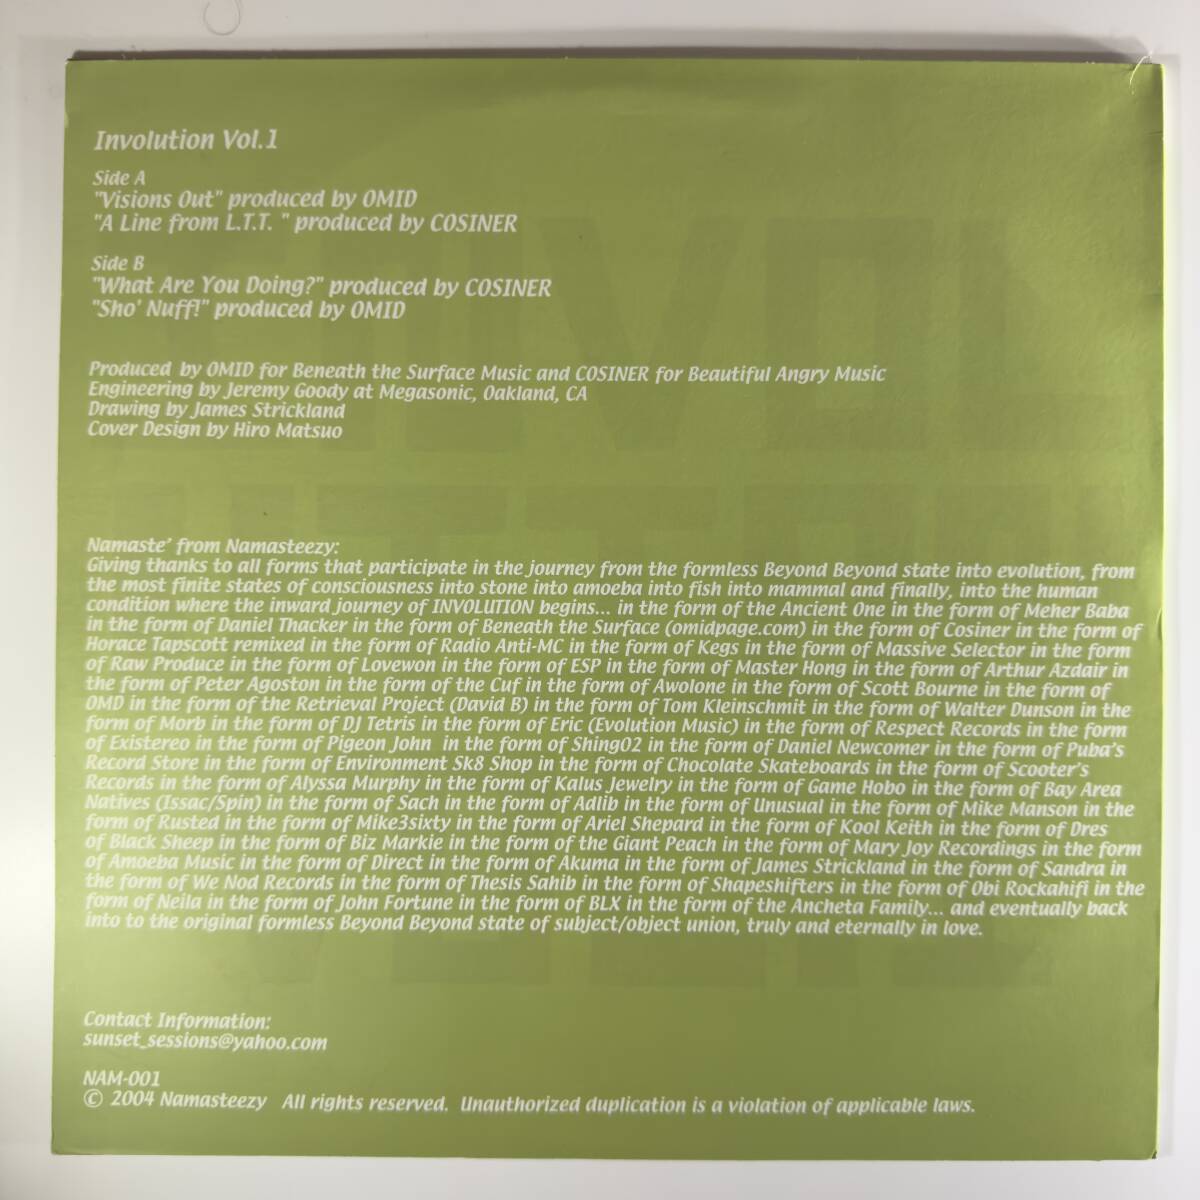 Involution Vol.1
Side A
"Visions Out" produced by OMID
"A Line from L.T.T. " produced by COSINER
Side B
"What Are You Doing?" produced by COSINER
"Sho' Nuff!" produced by OMID
Produced by OMID for Beneath the Surface Music and COSINER for Beautiful Angry Music
Engineering by Jeremy Goody at Megasonic, Oakland, CA
Drawing by James Strickland
Cover Design by Hiro Matsuo
Namaste' from Namasteezy:
Giving thanks to all forms that participate in the journey from the formless Beyond Beyond state into evolution, from
the most finite states of consciousness into stone into amoeba into fish into mammal and finally, into the human
condition where the inward journey of INVOLUTION begins... in the form of the Ancient One in the form of Meher Baba
in the form of Daniel Thacker in the form of Beneath the Surface (omidpage.com) in the form of Cosiner in the form of
Horace Tapscott remixed in the form of Radio Anti-MC in the form of Kegs in the form of Massive Selector in the form
of Raw Produce in the form of Lovewon in the form of ESP in the form of Master Hong in the form of Arthur Azdair in
the form of Peter Agoston in the form of the Cuf in the form of Awolone in the form of Scott Bourne in the form of
OMD in the form of the Retrieval Project (David B) in the form of Tom Kleinschmit in the form of Walter Dunson in the
form of Morb in the form of DJ Tetris in the form of Eric (Evolution Music) in the form of Respect Records in the form
of Existereo in the form of Pigeon John in the form of Shing02 in the form of Daniel Newcomer in the form of Puba's
Record Store in the form of Environment Sk8 Shop in the form of Chocolate Skateboards in the form of Scooter's
Records in the form of Alyssa Murphy in the form of Kalus Jewelry in the form of Game Hobo in the form of Bay Area
Natives (Issac/Spin) in the form of Sach in the form of Adlib in the form of Unusual in the form of Mike Manson in the
form of Rusted in the form of Mike3sixty in the form of Ariel Shepard in the form of Kool Keith in the form of Dres
of Black Sheep in the form of Biz Markie in the form of the Giant Peach in the form of Mary Joy Recordings in the form
of Amoeba Music in the form of Direct in the form of Akuma in the form of James Strickland in the form of Sandra in
the form of We Nod Records in the form of Thesis Sahib in the form of Shapeshifters in the form of Obi Rockahifi in the
form of Neila in the form of John Fortune in the form of BLX in the form of the Ancheta Family... and eventually back
into to the original formless Beyond Beyond state of subject/object union, truly and eternally in love.
Contact Information:
sunset_sessions@yahoo.com
NAM-001
© 2004 Namasteezy All rights reserved. Unauthorized duplication is a violation of applicable laws.